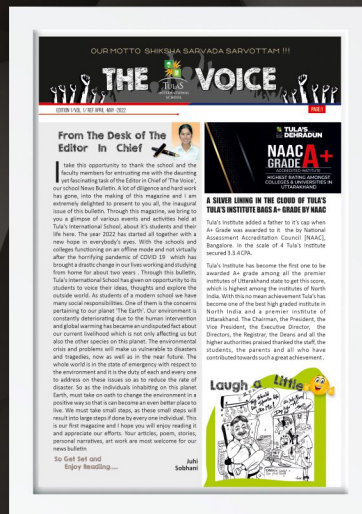 OUR MOTTO SHIKSHA SARVADA SARVOTTAM !!!
THE VOICE
TULA'S
INTERNATIONAL
SCHOOL
EDITION 1/VOL. 1/ REF APRIL -MAY -2022
PAGE 1
From The Desk of The
Editor In Chief
I take this opportunity to thank the school and the
faculty members for entrusting me with the daunting
yet fascinating task of the Editor in Chief of 'The Voice',
our school News Bulletin. A lot of diligence and hard work
has gone, into the making of this magazine and i am
extremely delighted to present to you all, the inaugural
issue of this bulletin. Through this magazine, we bring to
you a glimpse of various events and activities held at
Tula's International School, about it's students and their
life here. The year 2022 has started all together with a
new hope in everybody's eyes. With the schools and
colleges functioning on an offline mode and not virtually
after the horrifying pandemic of COVID 19 which has
brought a drastic change in our lives working and studying
from home for about two years . Through this bulletin,
Tula's International School has given on opportunity to its
students to voice their ideas, thoughts and explore the
outside world. As students of a modern school we have
many social responsibilities. One of them is the concerns
pertaining to our planet 'The Earth'. Our environment is
constantly deteriorating due to the human intervention
and global warming has become an undisputed fact about
our current livelihood which is not only affecting us but
also the other species on this planet. The environmental
crisis and problems will make us vulnerable to disasters
and tragedies, now as well as in the near future. The
whole world is in the state of emergency with respect to
the environment and it is the duty of each and every one
to address on these issues so as to reduce the rate of
disaster. So as the individuals inhabiting on this planet
Earth, must take on oath to change the environment in a
positive way so that is can become an even better place to
live. We must take small steps, as these small steps will
result into large steps if done by every one individual. This
is our first magazine and I hope you will enjoy reading it
and appreciate our efforts. Your articles, poem, stories,
personal narratives, art work are most welcome for our
news bulletin
So Get Set and
Enjoy Reading.....
Juhi
Sobhani
TULA'S
DEHRADUN
NAAC
GRADE A+
ACCREDITED INSTITUTE
HIGHEST RATING AMONGST
COLLEGES & UNIVERSITIES IN
UTTARAKHAND
A SILVER LINING IN THE CLOUD OF TULA'S
TULA'S INSTITUTE BAGS A+ GRADE BY NAAC
Tula's Institute added a father to it's cap when
A+ Grade was awarded to it the by National
Assessment Accraditation Council [NAAC],
Bangalore. In the scale of 4 Tula's Institute
secured 3.3.4 CPA.
Tula's Institute has become the first one to be
awarded A+ grade among all the premier
institutes of Uttarakhand state to get this score,
which is highest among the institutes of North
India. With this no mean achievement Tula's has
become one of the best high graded institute in
North India and a premier institute of
Uttarakhand. The Chairman, the President, the
Vice President, the Executive Director, the
Directors, the Registrar, the Deans and all the
higher authorities praised thanked the staff, the
students, the parents and all who have
contributed towards such a great achievement .
Laugh a Little